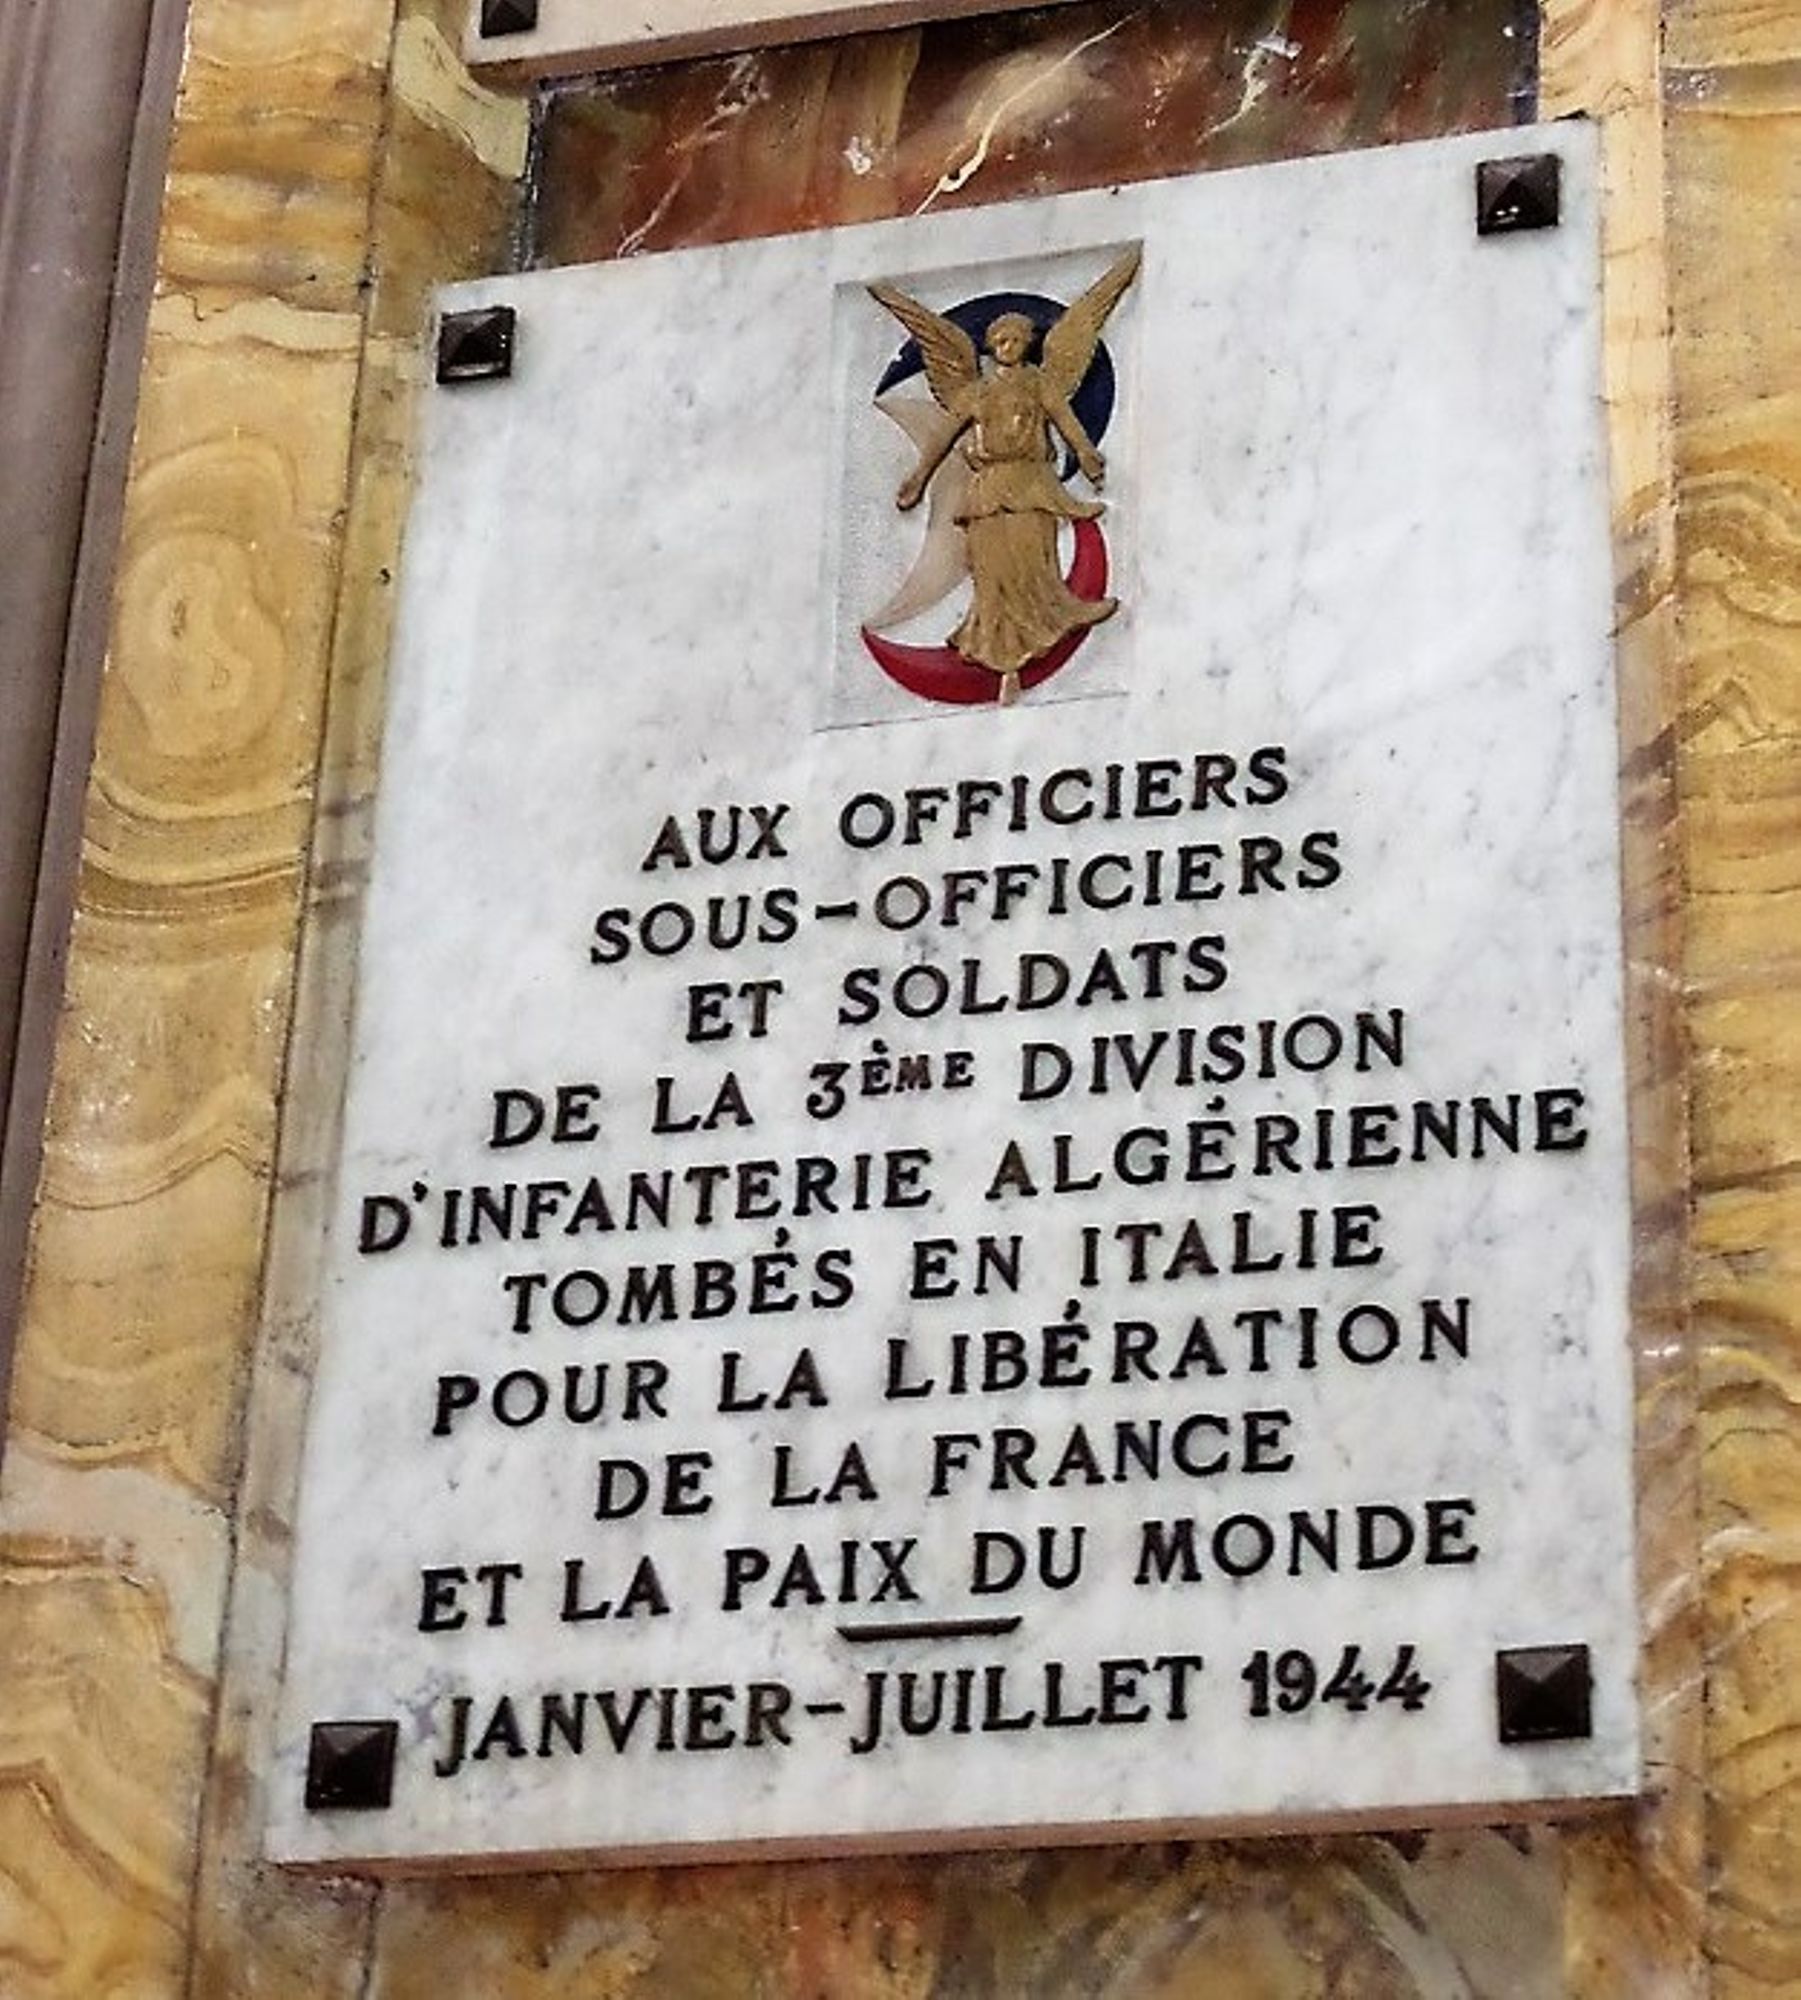 AUX OFFICIERS
SOUS-OFFICIERS
ET SOLDATS
DE LA 3ÈME DIVISION
D'INFANTERIE ALGÉRIENNE
TOMBÉS EN ITALIE
POUR LA LIBÉRATION
DE LA FRANCE
ET LA PAIX DU MONDE
JANVIER-JUILLET 1944